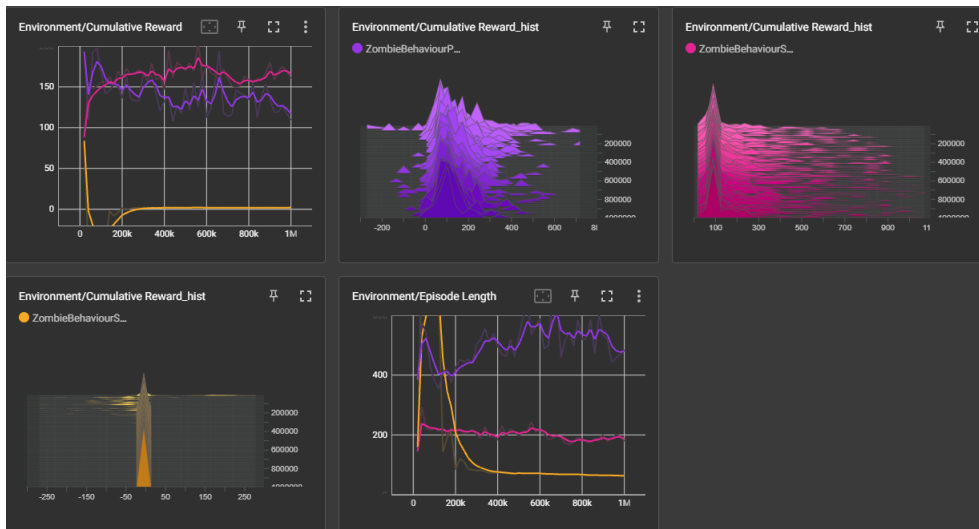 Environment/Cumulative Reward
150
100
50
0
0 200k 400k 600k 800k 1M
Environment/Cumulative Reward_hist
ZombieBehaviourP...
200000
400000
600000
800000
-200 0 200 400 600
Environment/Cumulative Reward_hist
ZombieBehaviourS...
200000
400000
600000
800000
100 300 500 700 900
Environment/Cumulative Reward_hist
ZombieBehaviourS...
200000
400000
600000
800000
-250 -150 -50 50 150 250
Environment/Episode Length
400
200
0 200k 400k 600k 800k 1M